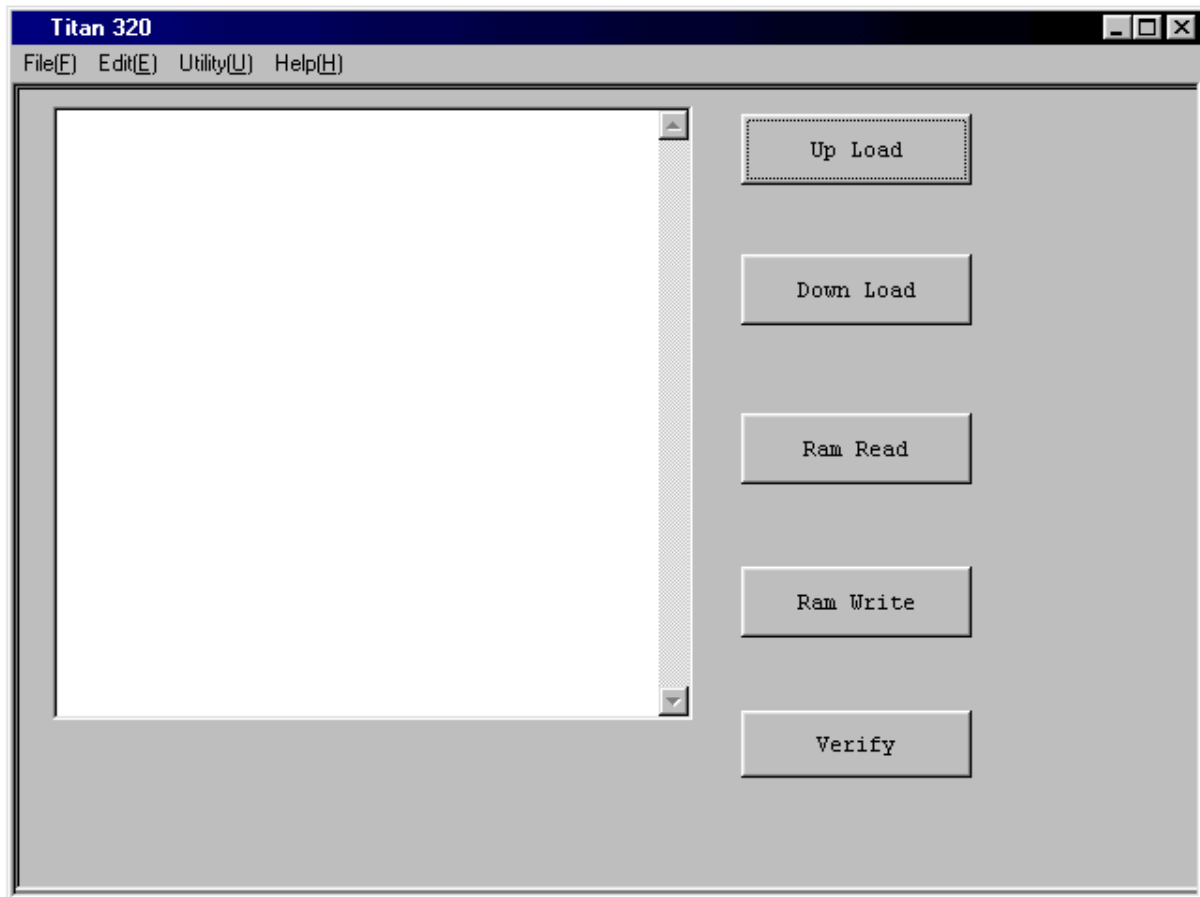 Titan 320
File(F) Edit(E) Utility(U) Help(H)
Up Load
Down Load
Ram Read
Ram Write
Verify